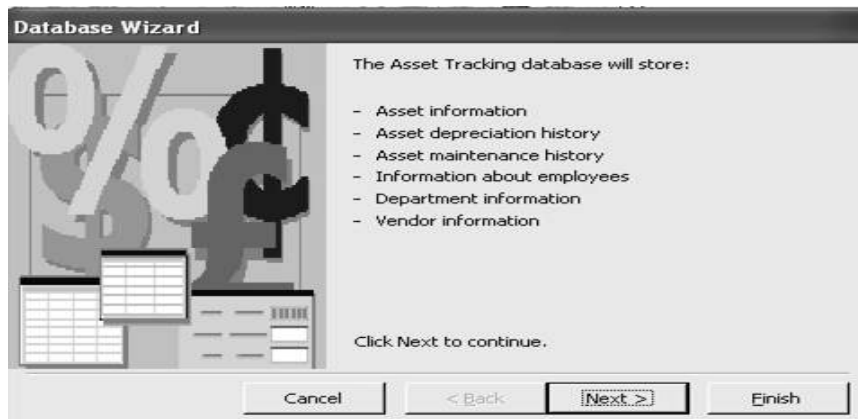 Database Wizard
The Asset Tracking database will store:
- Asset information
- Asset depreciation history
- Asset maintenance history
- Information about employees
- Department information
- Vendor information
Click Next to continue.
Cancel
< Back
Next >
Finish